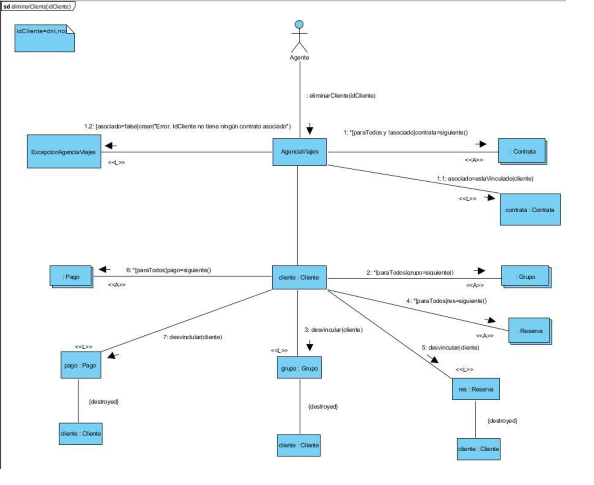 sd eliminarCliente(idCliente)
idCliente=dni,nos
Agente
: eliminarCliente(idCliente)
1.2: [asociado=false]crear("Error. IdCliente no tiene ningún contrato asociado")
1: *[paraTodos y !asociado]contrata=siguiente()
ExcepcionAgenciaViajes
AgenciaViajes
: Contrata
<<L>>
<<A>>
1.1: asociado=estaVinculado(cliente)
<<L>>
contrata : Contrata
6: *[paraTodos]pago=siguiente()
2: *[paraTodos]grupo=siguiente()
: Pago
cliente : Cliente
: Grupo
<<A>>
<<A>>
4: *[paraTodos]res=siguiente()
3: desvincular(cliente)
: Reserva
7: desvinclular(cliente)
<<A>>
5: desvincular(cliente)
<<L>>
<<L>>
pago : Pago
grupo : Grupo
<<L>>
res : Reserva
{destroyed}
{destroyed}
{destroyed}
cliente : Cliente
cliente : Cliente
cliente : Cliente